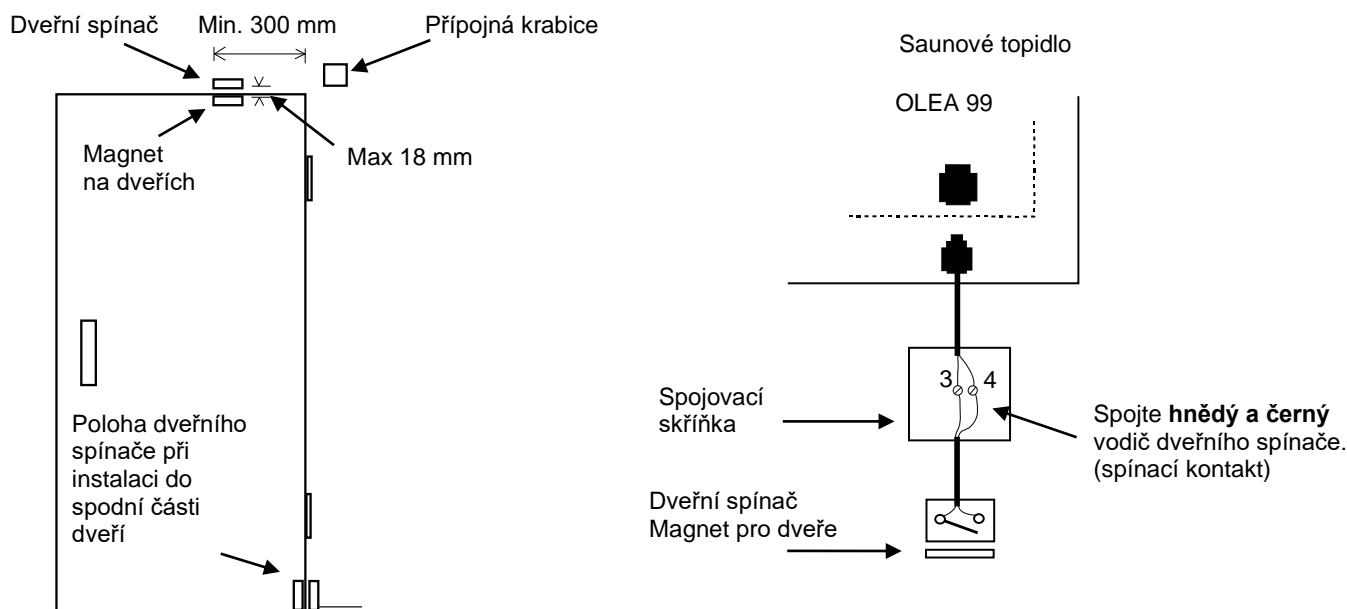 Dveřní spínač
Min. 300 mm
Přípojná krabice
Magnet
na dveřích
Max 18 mm
Poloha dveřního
spínače při
instalaci do
spodní části
dveří
Saunové topidlo
OLEA 99
3
4
Spojovací
skříňka
Spojte hnědý a černý
vodič dveřního spínače.
(spínací kontakt)
Dveřní spínač
Magnet pro dveře